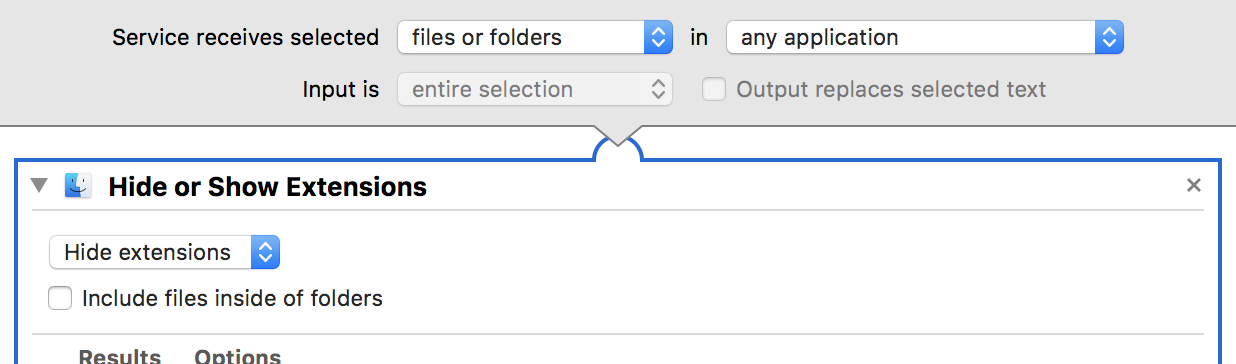 Service receives selected files or folders in any application
Input is entire selection Output replaces selected text
Hide or Show Extensions
Hide extensions
Include files inside of folders
Results Options